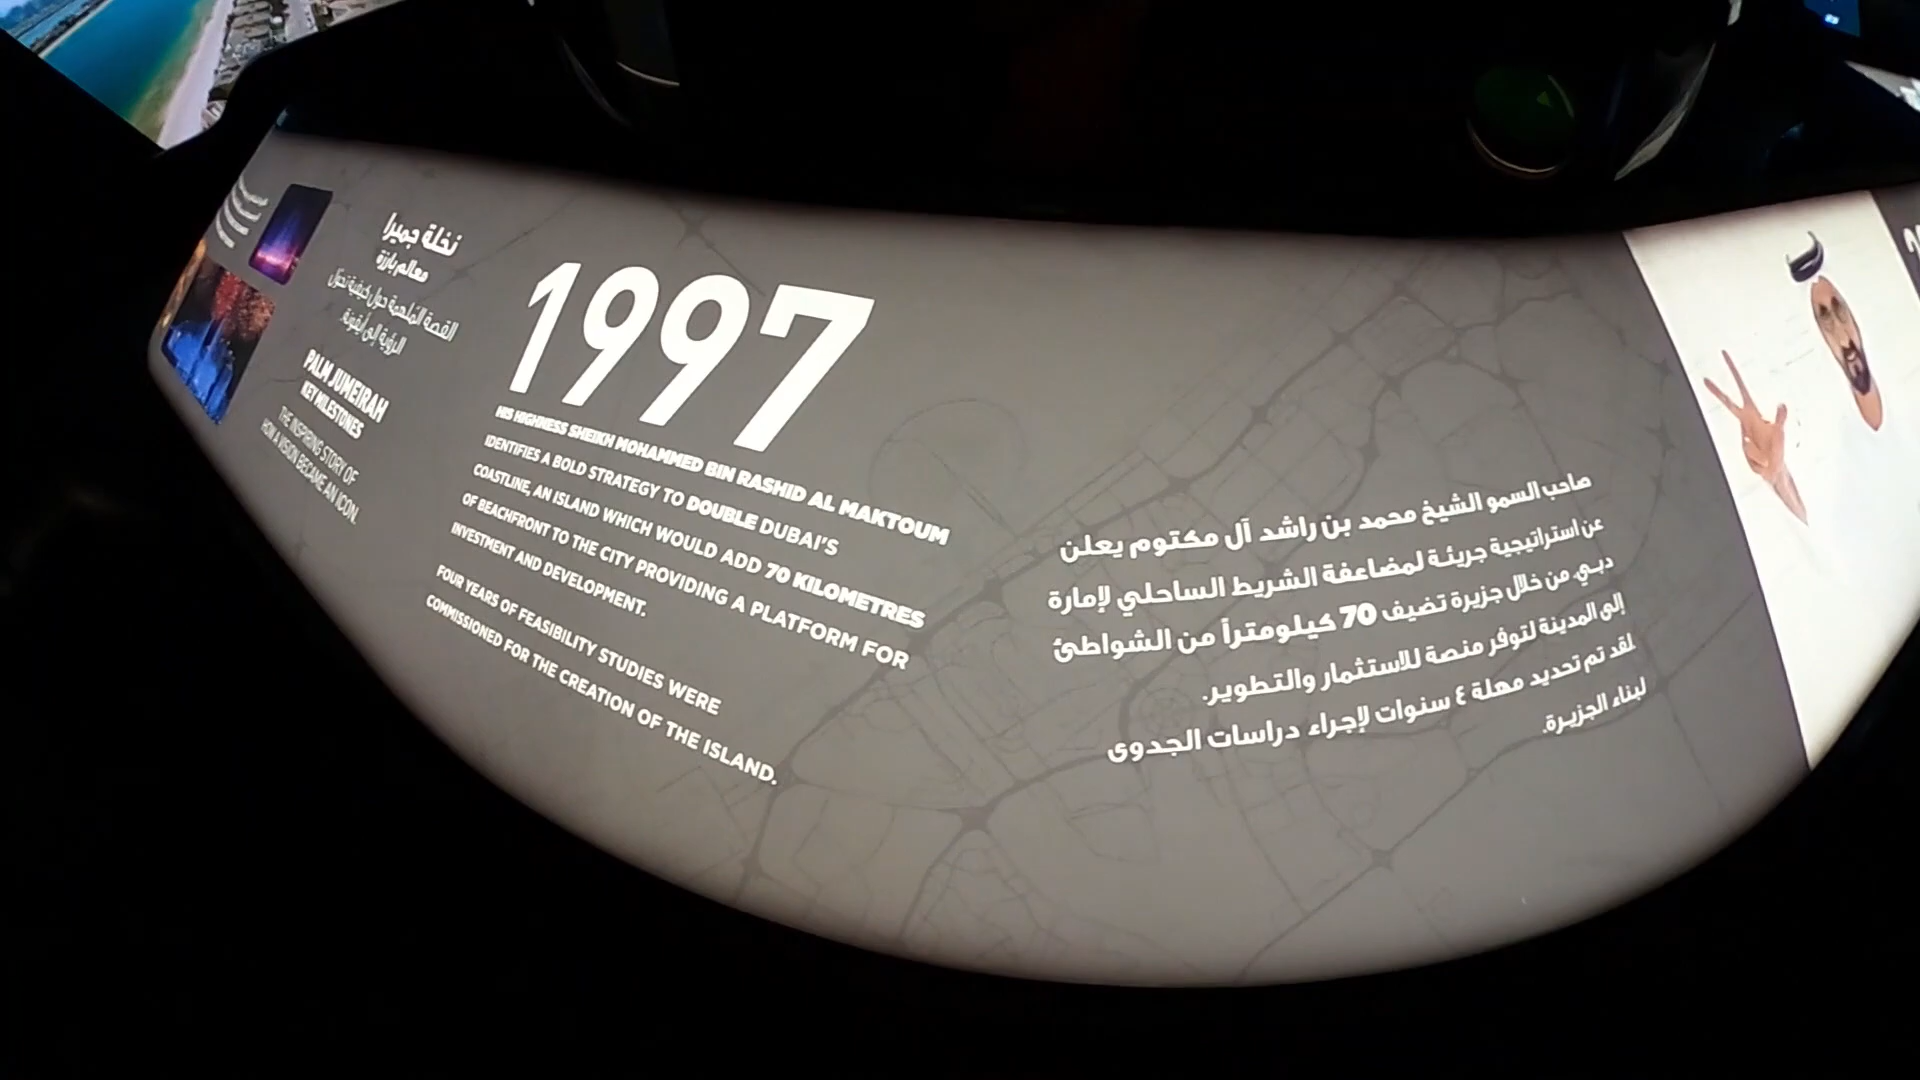 نخلة جميرا
معالم بارزة
القصة المُلهمة حول كيفية تحوّل
الرؤية إلى أيقونة.
PALM JUMEIRAH
KEY MILESTONES
THE INSPIRING STORY OF
HOW A VISION BECAME AN ICON.
1997
HIS HIGHNESS SHEIKH MOHAMMED BIN RASHID AL MAKTOUM
IDENTIFIES A BOLD STRATEGY TO DOUBLE DUBAI'S
COASTLINE, AN ISLAND WHICH WOULD ADD 70 KILOMETRES
OF BEACHFRONT TO THE CITY PROVIDING A PLATFORM FOR
INVESTMENT AND DEVELOPMENT.
FOUR YEARS OF FEASIBILITY STUDIES WERE
COMMISSIONED FOR THE CREATION OF THE ISLAND.
صاحب السمو الشيخ محمد بن راشد آل مكتوم يعلن
عن استراتيجية جريئة لمضاعفة الشريط الساحلي لإمارة
دبي من خلال جزيرة تضيف 70 كيلومتراً من الشواطئ
إلى المدينة لتوفر منصة للاستثمار والتطوير.
لقد تم تحديد مهلة ٤ سنوات لإجراء دراسات الجدوى
لبناء الجزيرة.